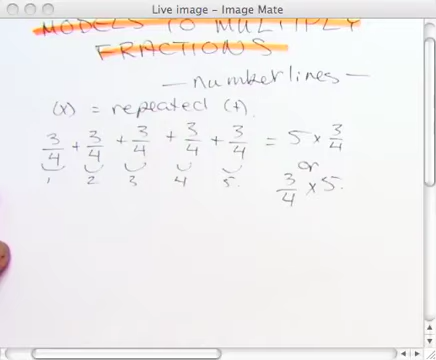 Live image - Image Mate
MODELS TO MULTIPLY
FRACTIONS
— numberlines —
(x) = repeated (+).
3/4 + 3/4 + 3/4 + 3/4 + 3/4 = 5 x 3/4
1 2 3 4 5.
or
3/4 x 5.